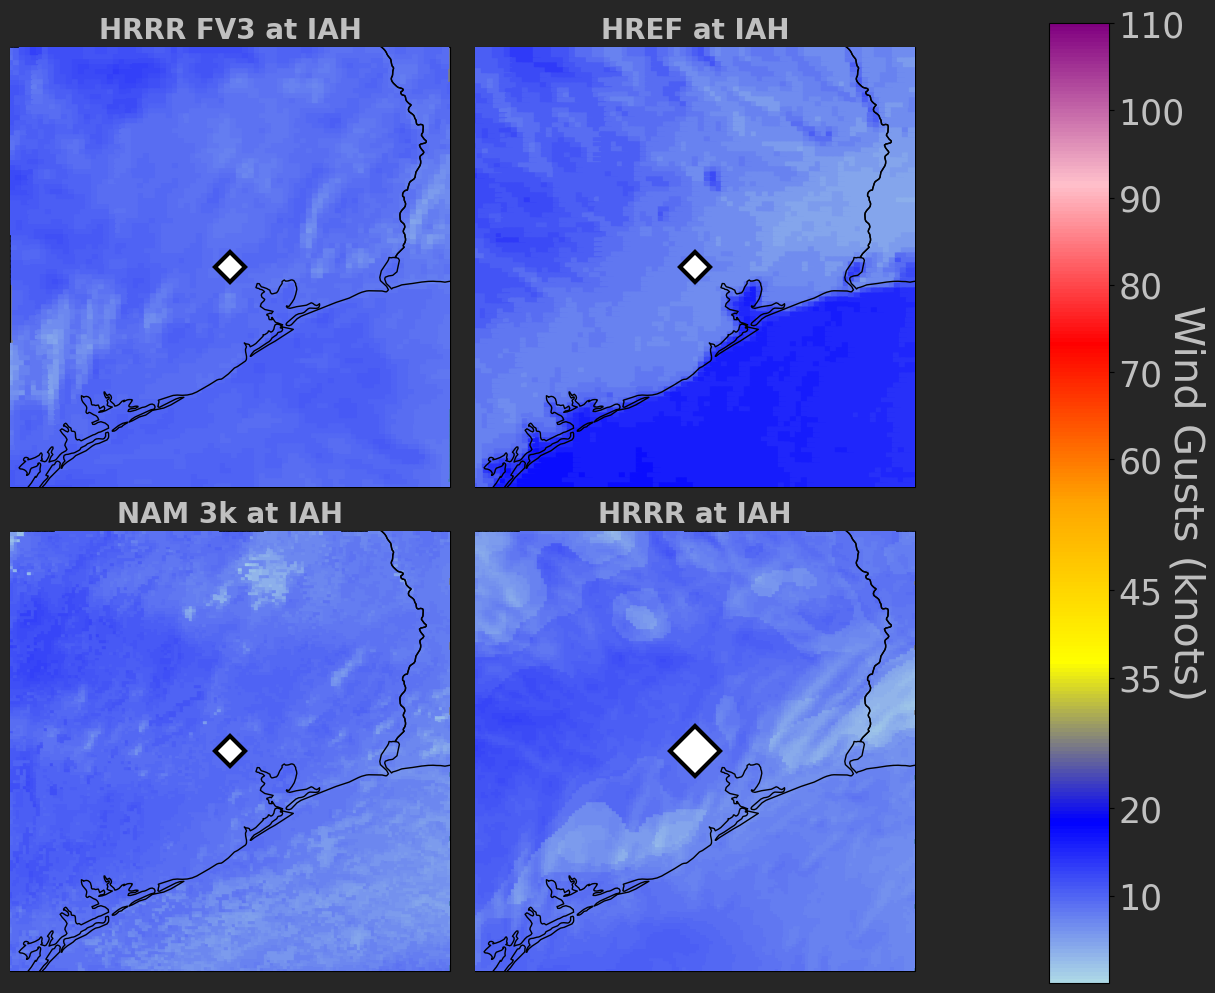 HRRR FV3 at IAH
HREF at IAH
NAM 3k at IAH
HRRR at IAH
110
100
90
80
70
60
45
35
20
10
Wind Gusts (knots)